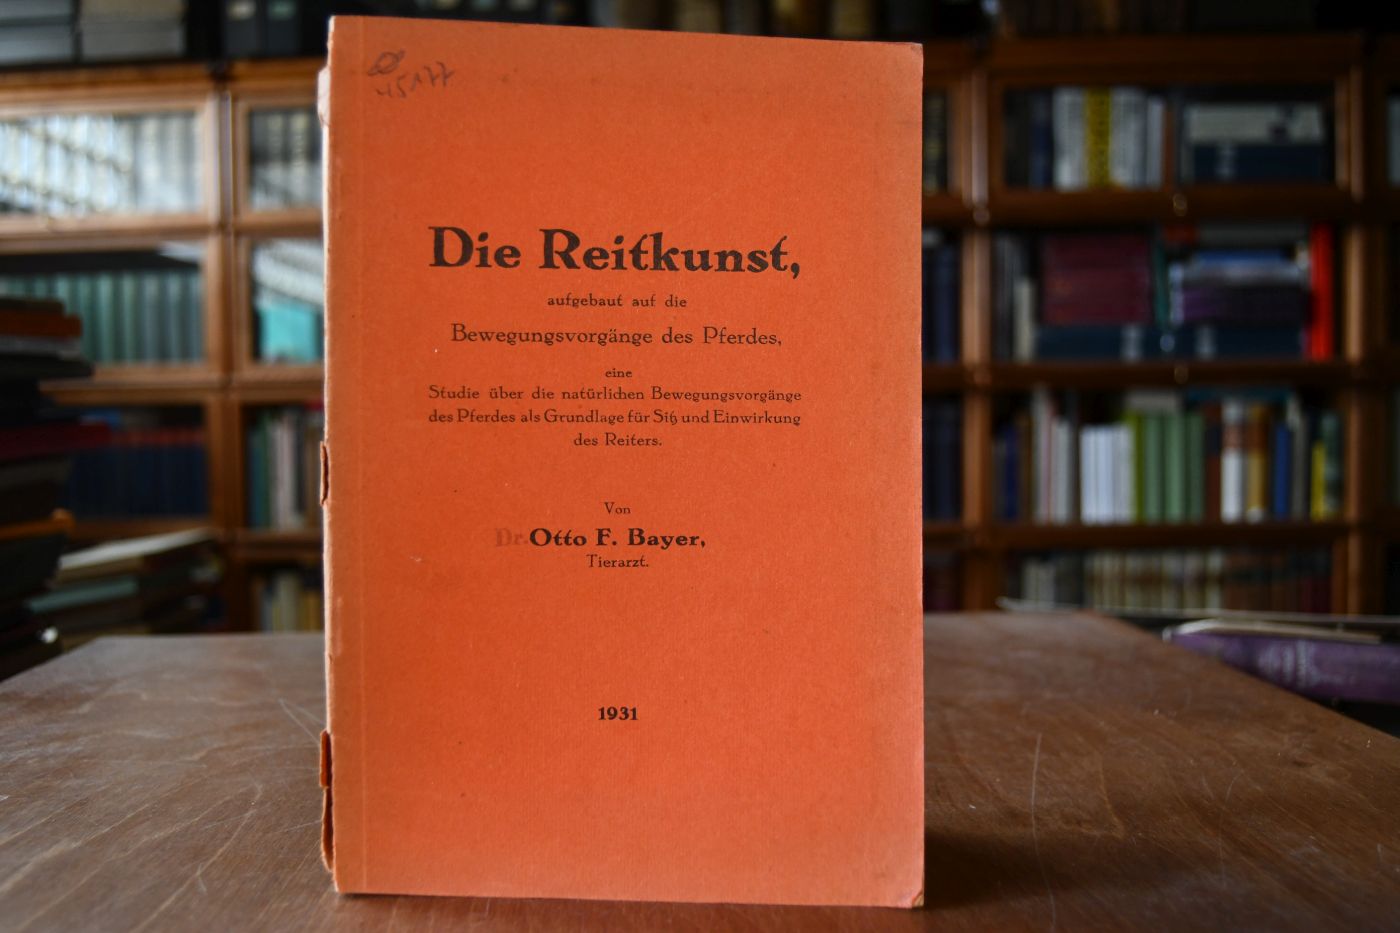 45177
Die Reitkunst,
aufgebaut auf die
Bewegungsvorgänge des Pferdes,
eine
Studie über die natürlichen Bewegungsvorgänge
des Pferdes als Grundlage für Sitz und Einwirkung
des Reiters.
Von
Dr. Otto F. Bayer,
Tierarzt.
1931